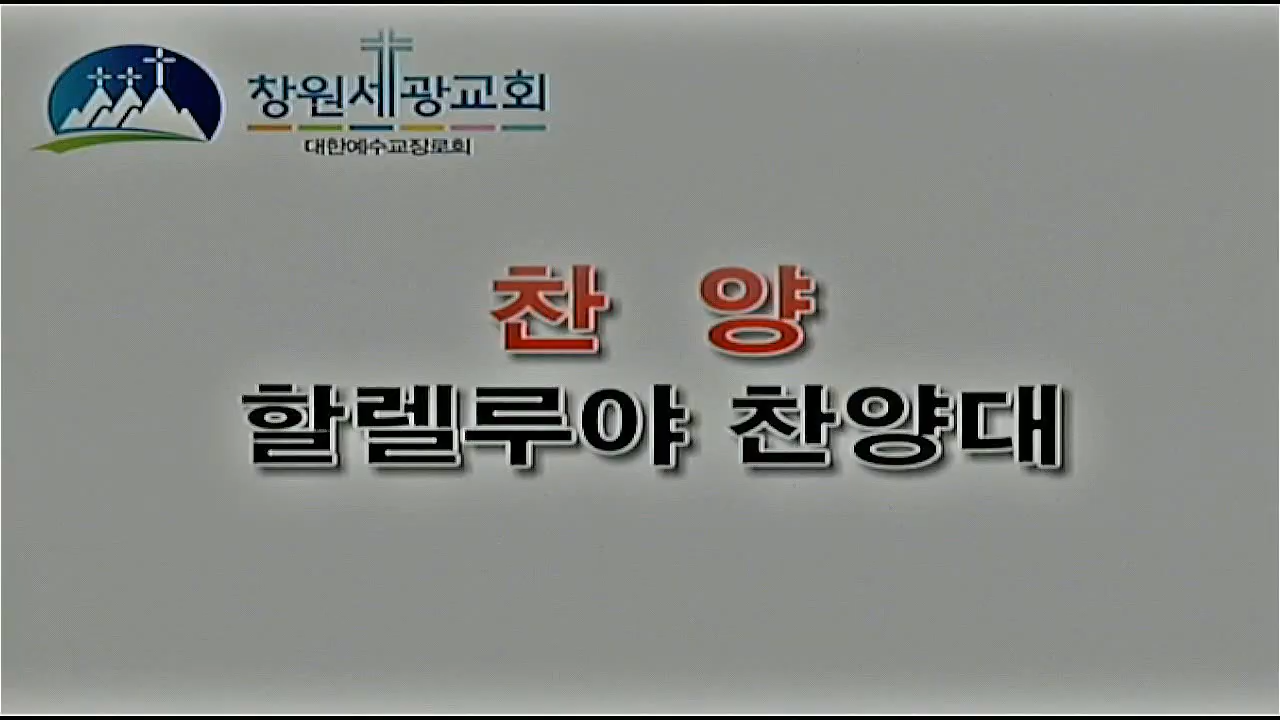 창원세광교회
대한예수교장로회
찬 양
할렐루야 찬양대